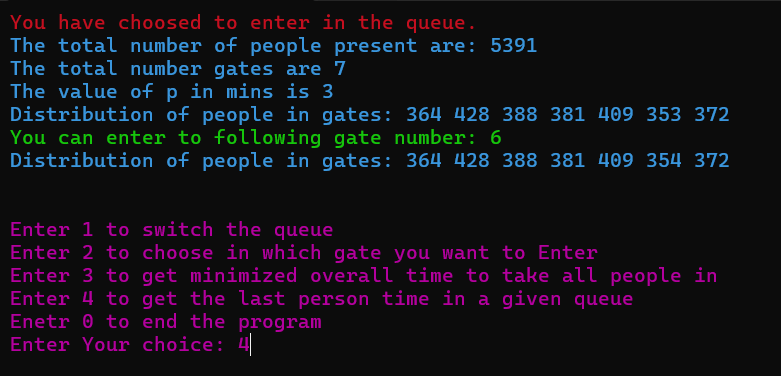 You have choosed to enter in the queue.
The total number of people present are: 5391
The total number gates are 7
The value of p in mins is 3
Distribution of people in gates: 364 428 388 381 409 353 372
You can enter to following gate number: 6
Distribution of people in gates: 364 428 388 381 409 354 372
Enter 1 to switch the queue
Enter 2 to choose in which gate you want to Enter
Enter 3 to get minimized overall time to take all people in
Enter 4 to get the last person time in a given queue
Enetr 0 to end the program
Enter Your choice: 4